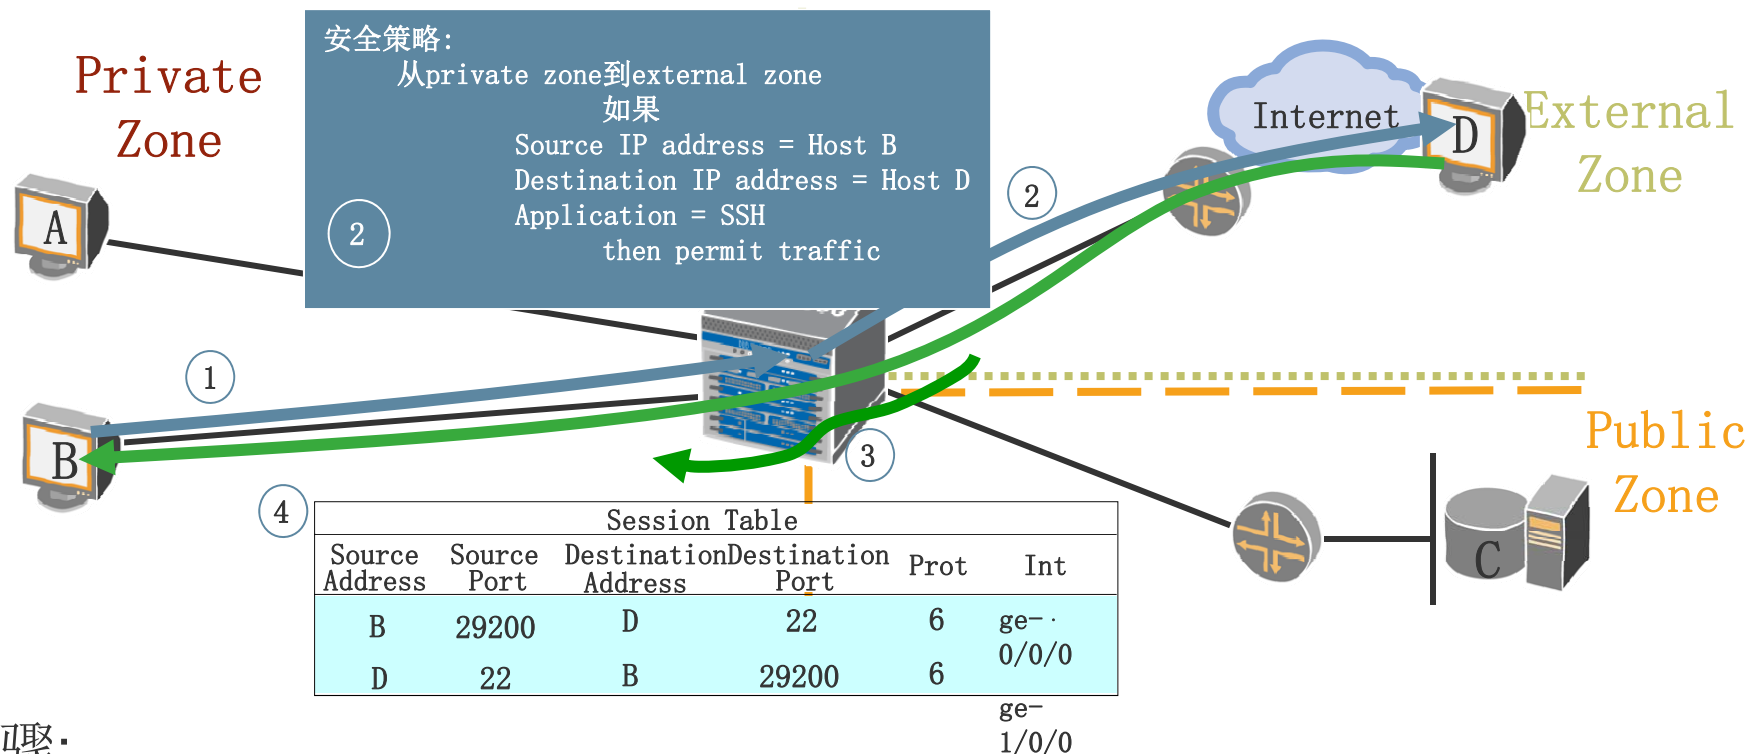 安全策略:
从private zone到external zone
如果
Source IP address = Host B
Destination IP address = Host D
Application = SSH
then permit traffic
2
Private
Zone
A
Internet
D
External
Zone
2
1
B
3
Public
Zone
C
4
Session Table
Source Address
Source Port
Destination Address
Destination Port
Prot
Int
B 29200 D 22 6 ge-0/0/0
D 22 B 29200 6 ge-1/0/0
骤: